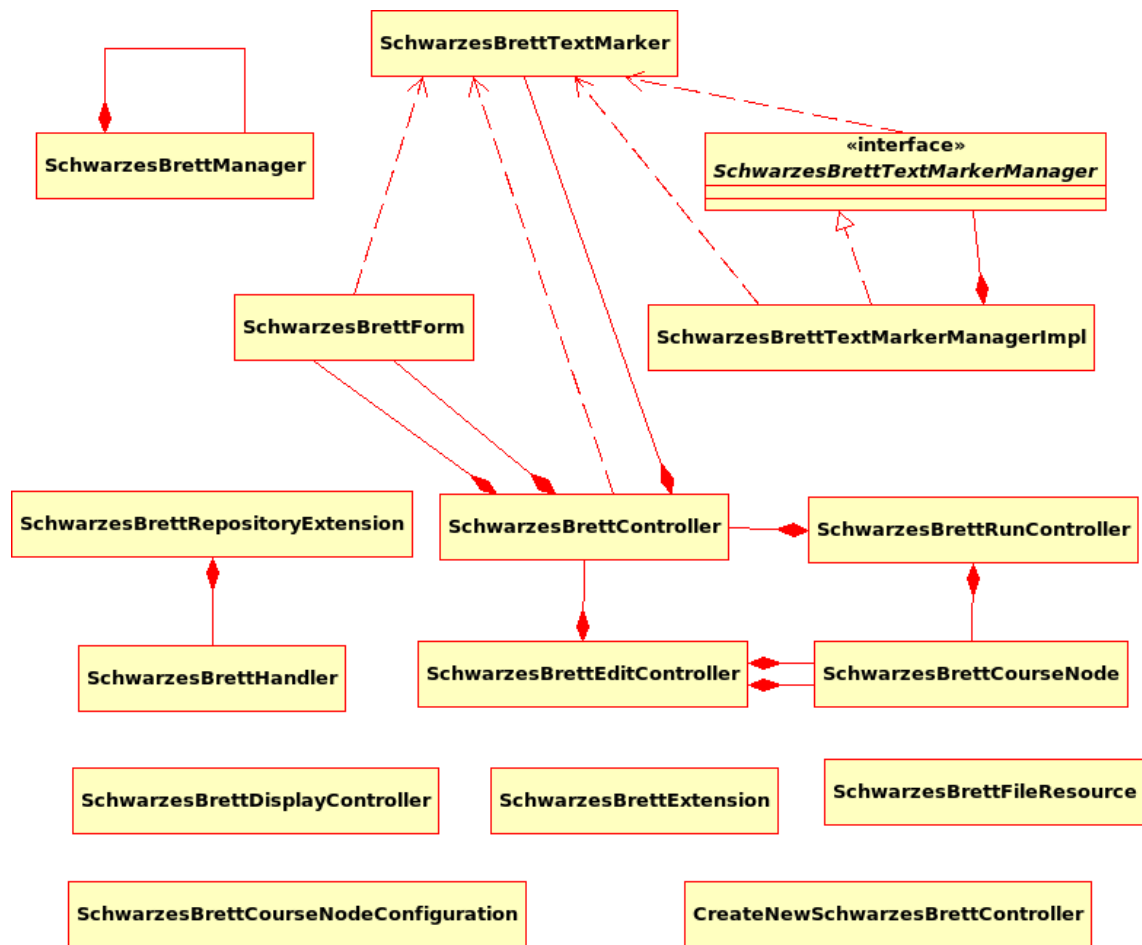 SchwarzesBrettTextMarker
SchwarzesBrettManager
«interface»
SchwarzesBrettTextMarkerManager
SchwarzesBrettForm
SchwarzesBrettTextMarkerManagerImpl
SchwarzesBrettRepositoryExtension
SchwarzesBrettController
SchwarzesBrettRunController
SchwarzesBrettHandler
SchwarzesBrettEditController
SchwarzesBrettCourseNode
SchwarzesBrettDisplayController
SchwarzesBrettExtension
SchwarzesBrettFileResource
SchwarzesBrettCourseNodeConfiguration
CreateNewSchwarzesBrettController